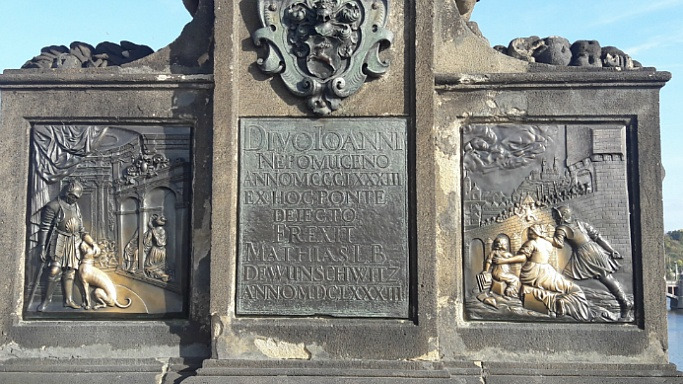 DIVO IOANNI
NEPOMUCENO
ANNO MCCCLXXXIII
EX HOC PONTE
DEIECTO
EREXIT
MATHIAS L. B.
DE WUNSCHWITZ
ANNO MDCLXXXIII